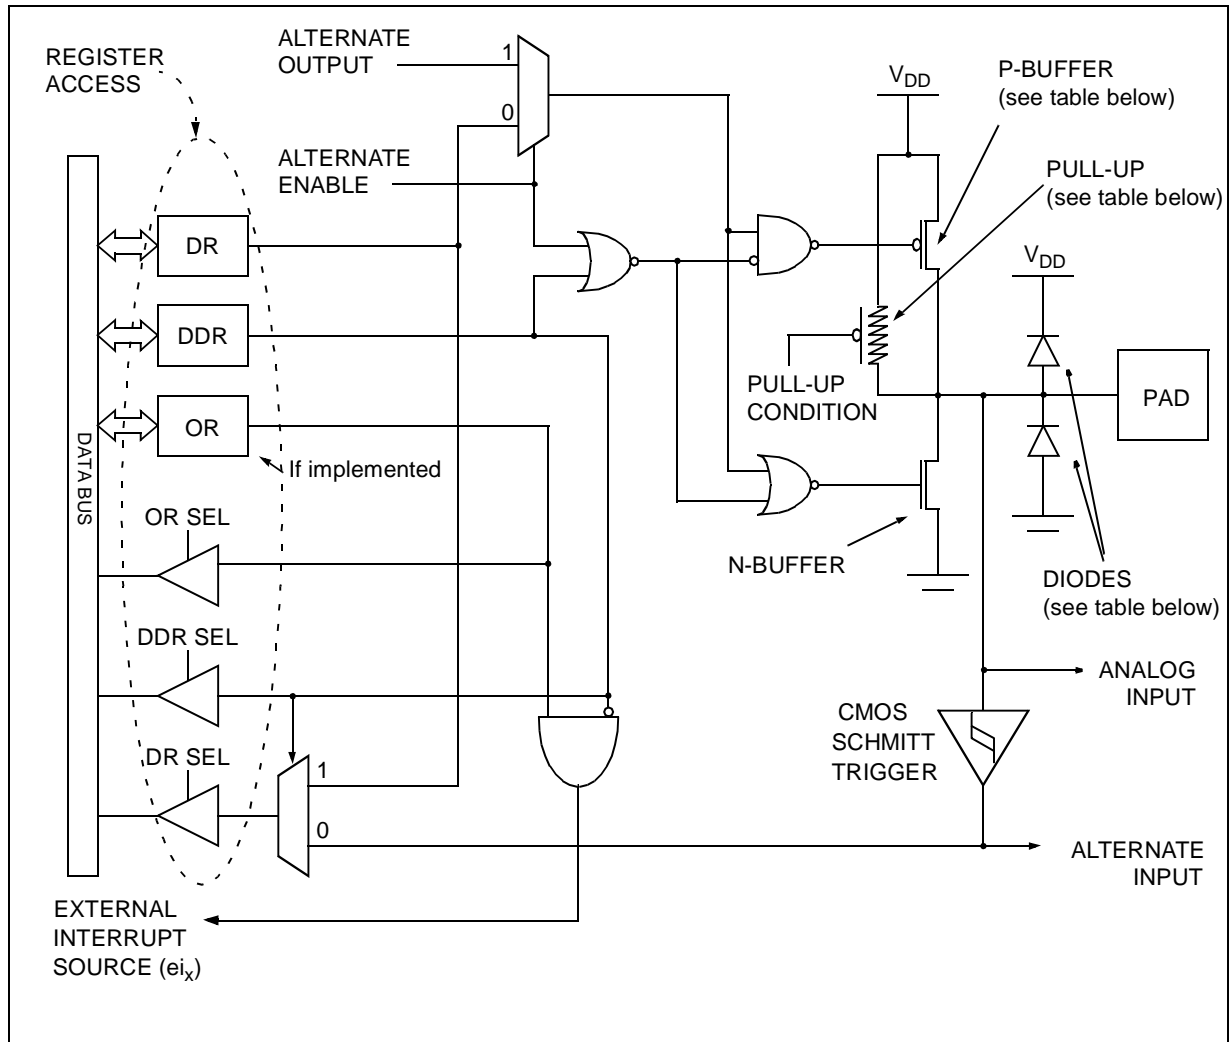 REGISTER
ACCESS
ALTERNATE
OUTPUT
1
0
ALTERNATE
ENABLE
VDD
P-BUFFER
(see table below)
PULL-UP
(see table below)
DR
DDR
OR
If implemented
DATA BUS
VDD
PULL-UP
CONDITION
PAD
OR SEL
N-BUFFER
DIODES
(see table below)
DDR SEL
ANALOG
INPUT
CMOS
SCHMITT
TRIGGER
DR SEL
1
0
ALTERNATE
INPUT
EXTERNAL
INTERRUPT
SOURCE (eix)